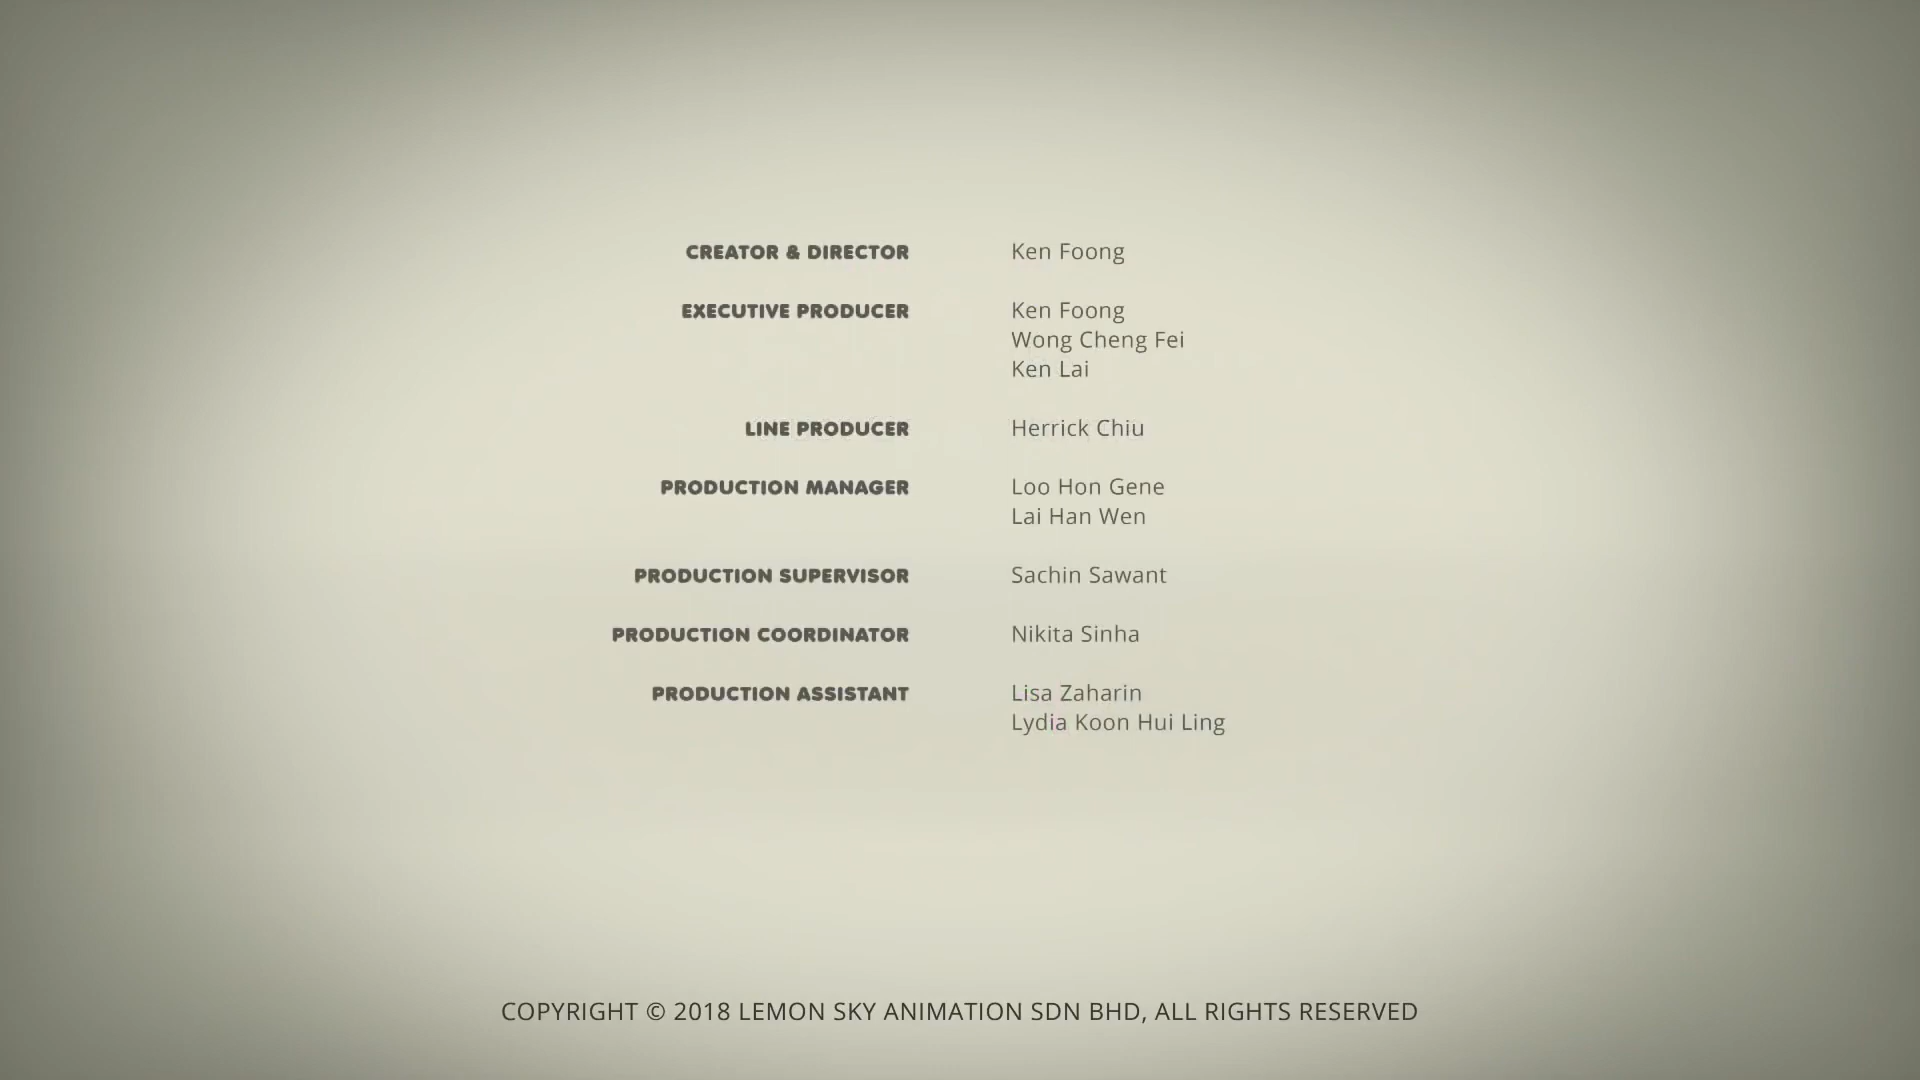 CREATOR & DIRECTOR Ken Foong
EXECUTIVE PRODUCER Ken Foong
Wong Cheng Fei
Ken Lai
LINE PRODUCER Herrick Chiu
PRODUCTION MANAGER Loo Hon Gene
Lai Han Wen
PRODUCTION SUPERVISOR Sachin Sawant
PRODUCTION COORDINATOR Nikita Sinha
PRODUCTION ASSISTANT Lisa Zaharin
Lydia Koon Hui Ling
COPYRIGHT © 2018 LEMON SKY ANIMATION SDN BHD, ALL RIGHTS RESERVED